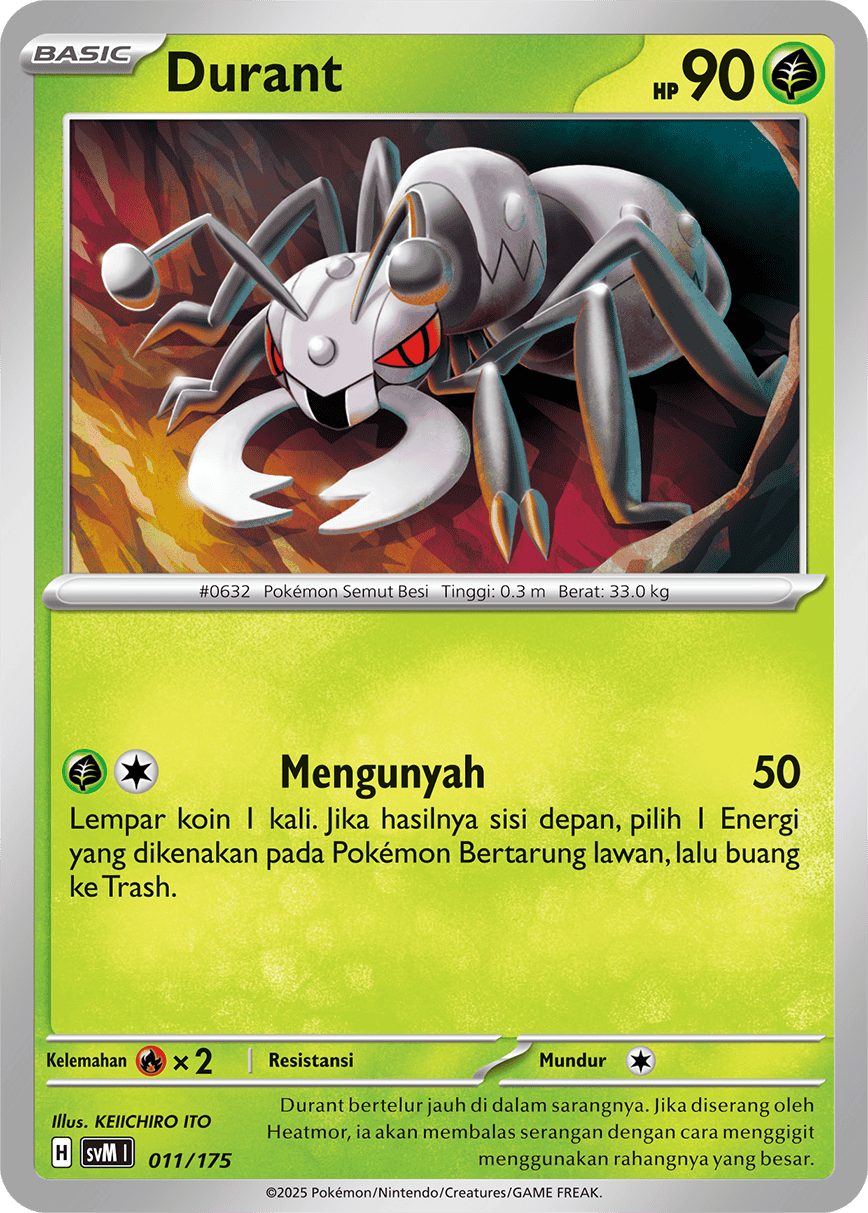 BASIC
Durant
HP 90
#0632 Pokémon Semut Besi Tinggi: 0.3 m Berat: 33.0 kg
Mengunyah 50
Lempar koin 1 kali. Jika hasilnya sisi depan, pilih 1 Energi
yang dikenakan pada Pokémon Bertarung lawan, lalu buang
ke Trash.
Kelemahan × 2 Resistansi Mundur
Illus. KEIICHIRO ITO
H svM I 011/175
Durant bertelur jauh di dalam sarangnya. Jika diserang oleh
Heatmor, ia akan membalas serangan dengan cara menggigit
menggunakan rahangnya yang besar.
©2025 Pokémon/Nintendo/Creatures/GAME FREAK.